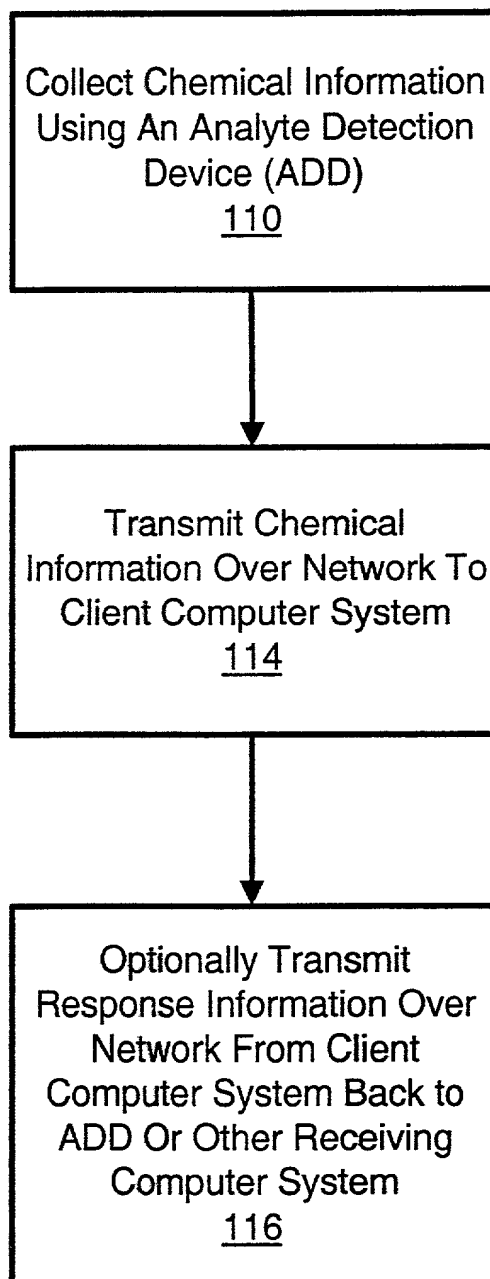 Collect Chemical Information
Using An Analyte Detection
Device (ADD)
110
Transmit Chemical
Information Over Network To
Client Computer System
114
Optionally Transmit
Response Information Over
Network From Client
Computer System Back to
ADD Or Other Receiving
Computer System
116